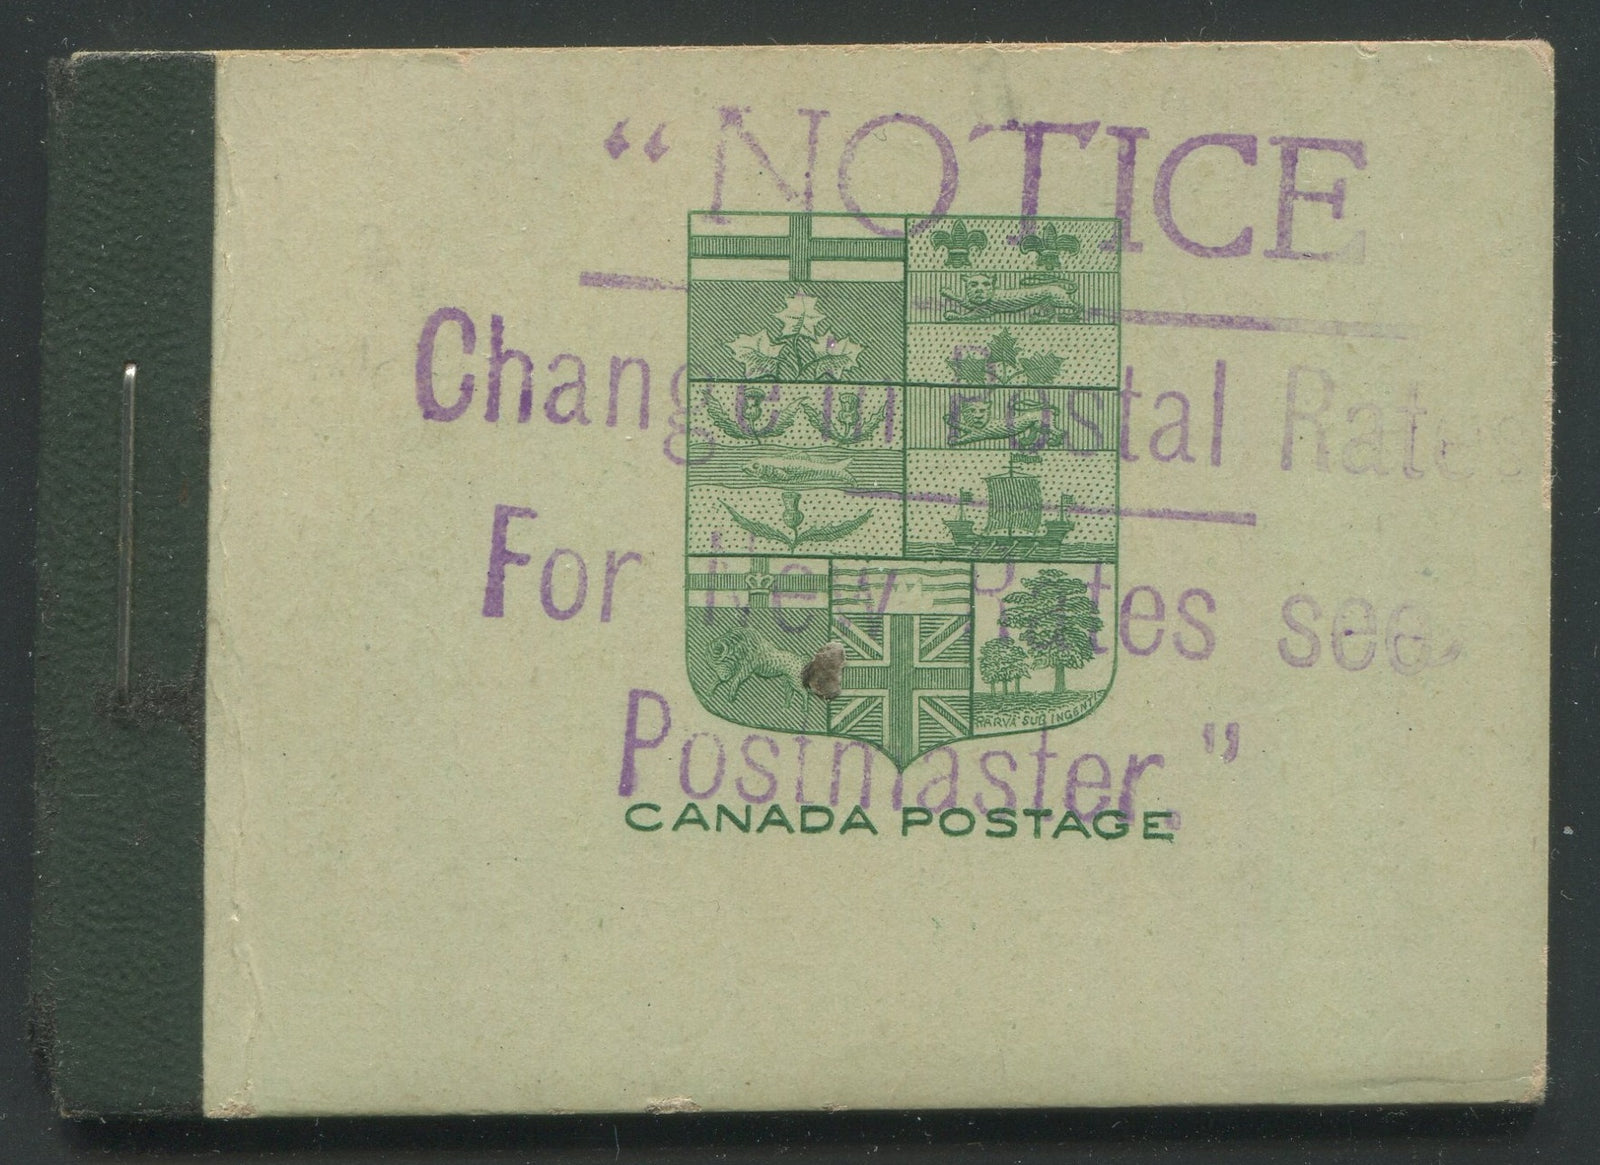 “NOTICE
Change in Postal Rates
For New Rates see
Postmaster.”
PARVA SUB INGENTI
CANADA POSTAGE